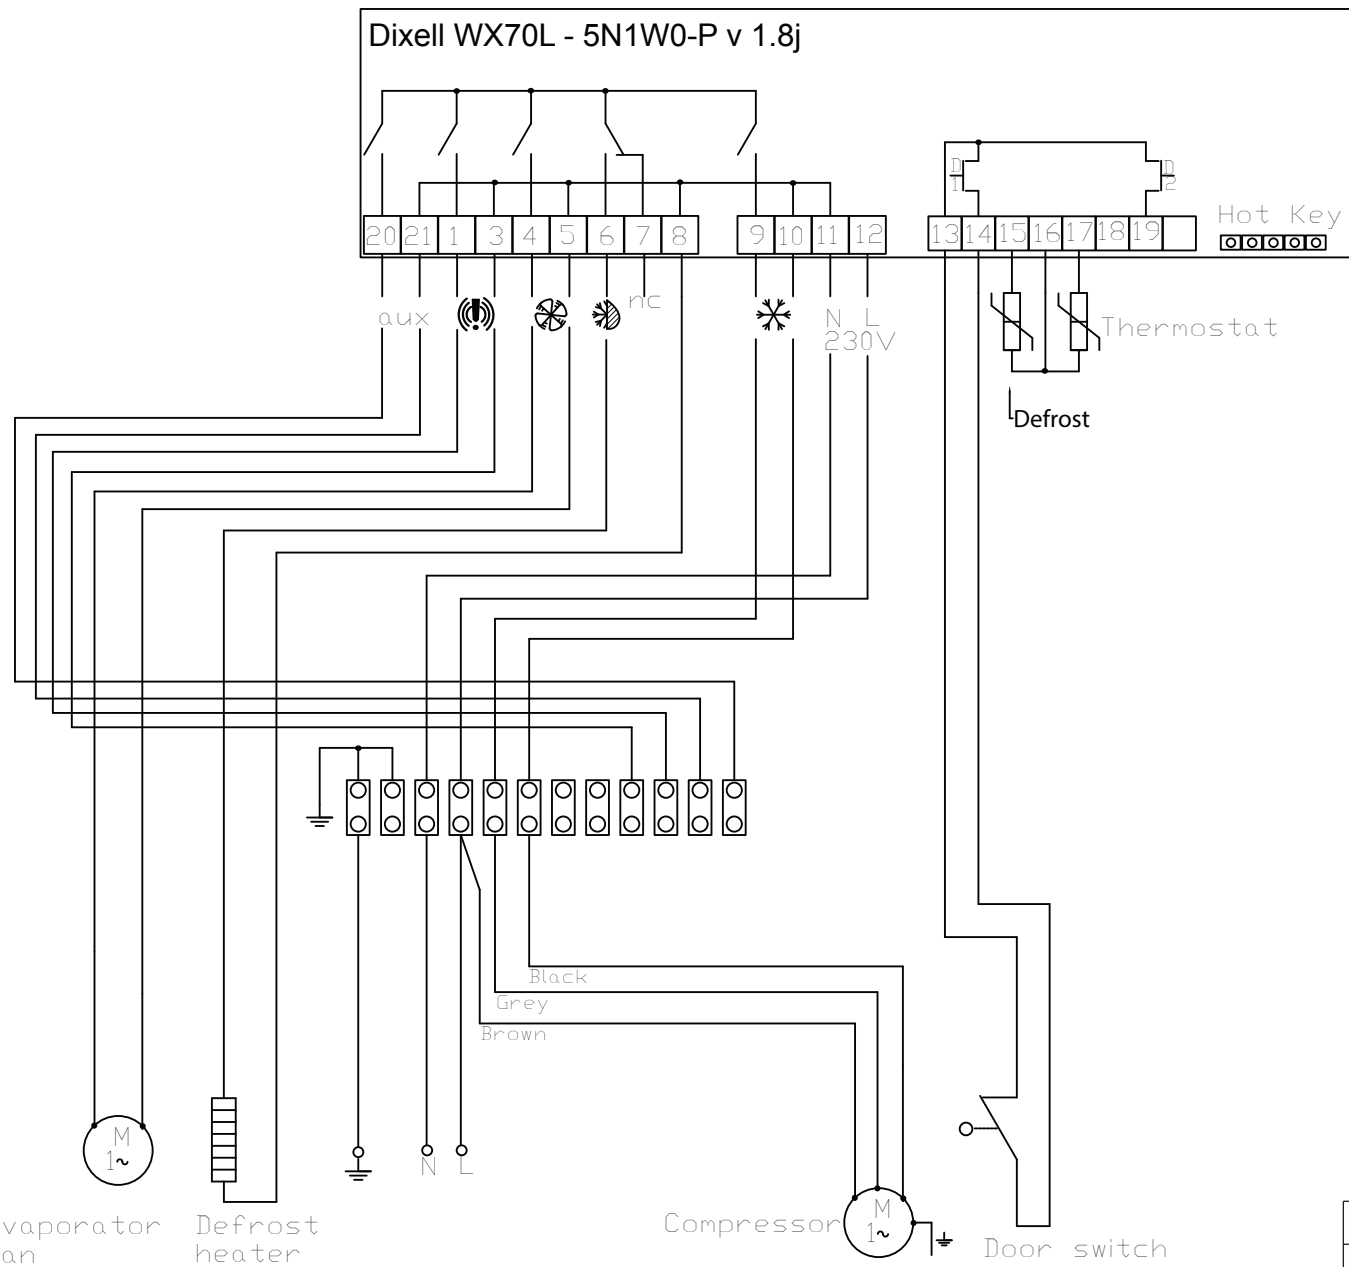 Dixell WX70L - 5N1W0-P v 1.8j
D
1
D
2
20 21 1 3 4 5 6 7 8 9 10 11 12 13 14 15 16 17 18 19
Hot Key
aux
nc
N L
230V
Thermostat
Defrost
Black
Grey
Brown
M
1~
N L
M
1~
vaporator
an
Defrost
heater
Compressor
Door switch